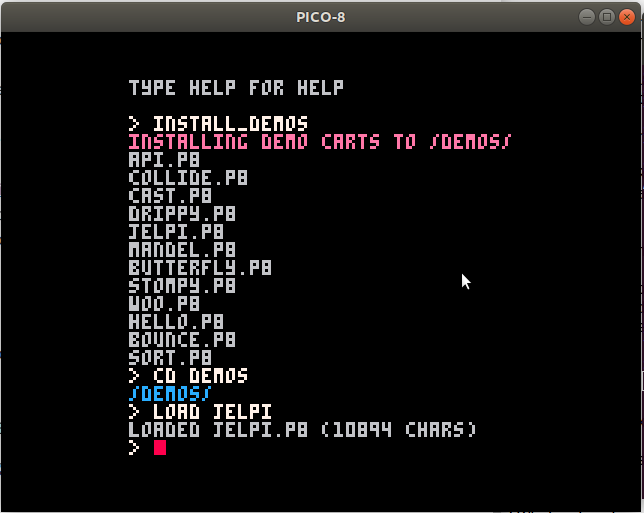 PICO-8
TYPE HELP FOR HELP
> INSTALL_DEMOS
INSTALLING DEMO CARTS TO /DEMOS/
API.P8
COLLIDE.P8
CAST.P8
DRIPPY.P8
JELPI.P8
MANDEL.P8
BUTTERFLY.P8
STOMPY.P8
WOO.P8
HELLO.P8
BOUNCE.P8
SORT.P8
> CD DEMOS
/DEMOS/
> LOAD JELPI
LOADED JELPI.P8 (10894 CHARS)
>